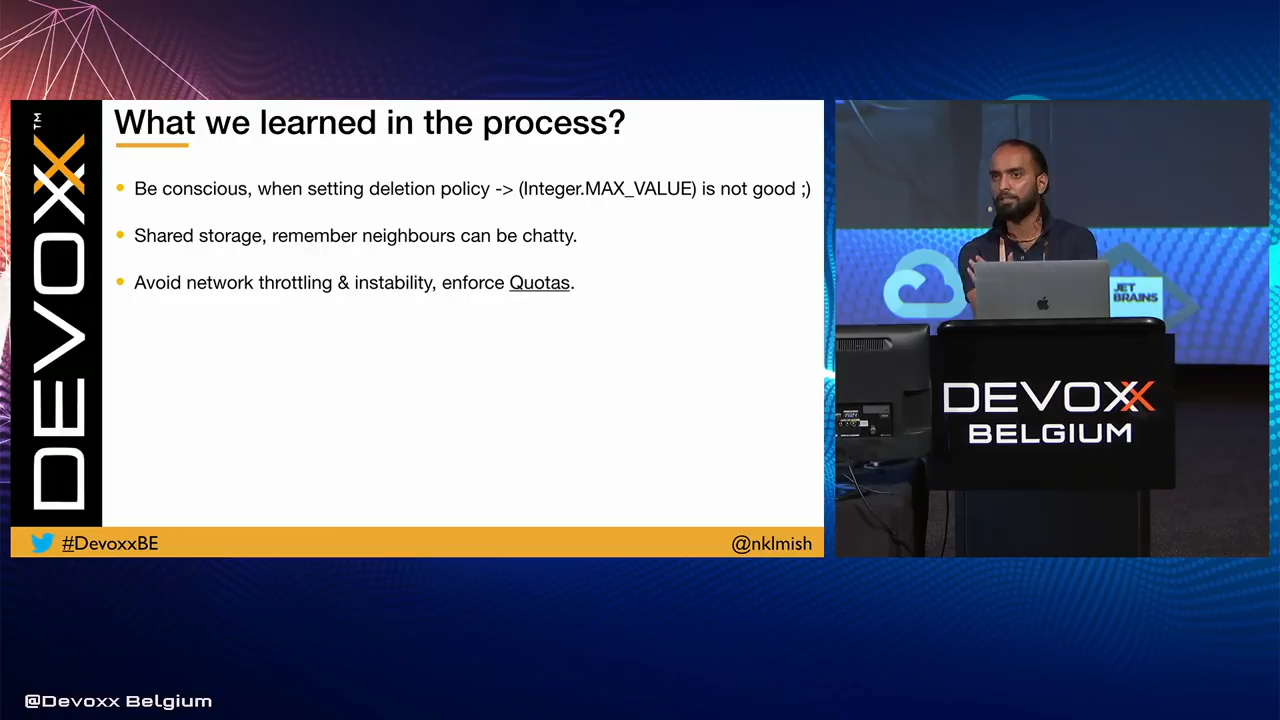 DEVOXX™
What we learned in the process?
• Be conscious, when setting deletion policy -> (Integer.MAX_VALUE) is not good ;)
• Shared storage, remember neighbours can be chatty.
• Avoid network throttling & instability, enforce Quotas.
#DevoxxBE
@nklmish
JET
BRAINS
DEVOXX
BELGIUM
@Devoxx Belgium